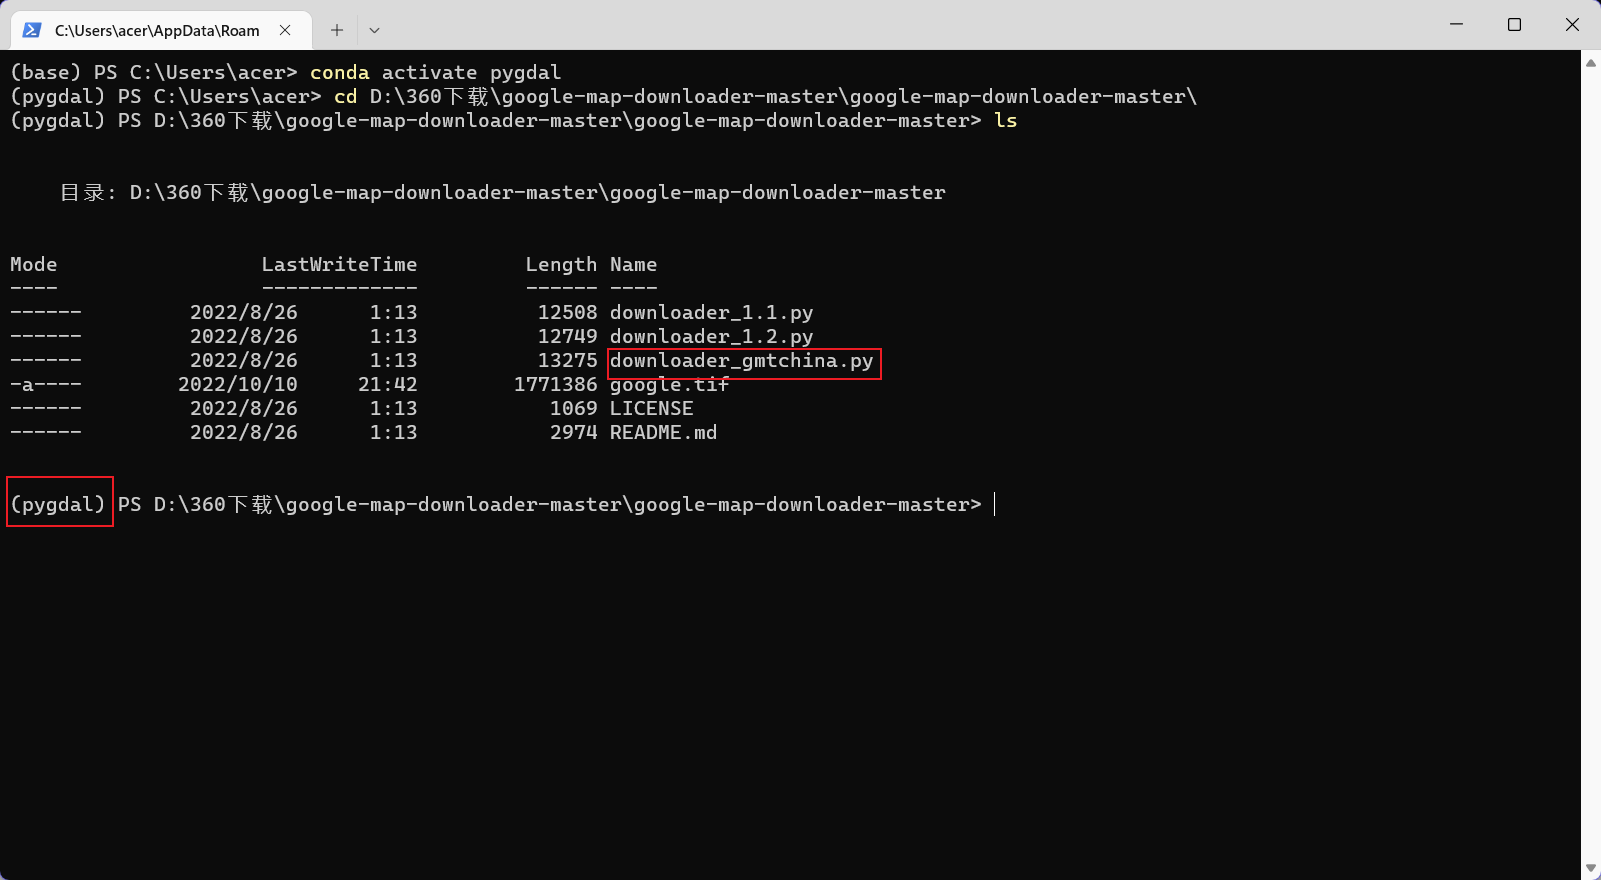 C:\Users\acer\AppData\Roam
(base) PS C:\Users\acer> conda activate pygdal
(pygdal) PS C:\Users\acer> cd D:\360下载\google-map-downloader-master\google-map-downloader-master\
(pygdal) PS D:\360下载\google-map-downloader-master\google-map-downloader-master> ls
目录: D:\360下载\google-map-downloader-master\google-map-downloader-master
Mode LastWriteTime Length Name
---- ------------- ------ ----
------ 2022/8/26 1:13 12508 downloader_1.1.py
------ 2022/8/26 1:13 12749 downloader_1.2.py
------ 2022/8/26 1:13 13275 downloader_gmtchina.py
-a---- 2022/10/10 21:42 1771386 google.tif
------ 2022/8/26 1:13 1069 LICENSE
------ 2022/8/26 1:13 2974 README.md
(pygdal) PS D:\360下载\google-map-downloader-master\google-map-downloader-master>